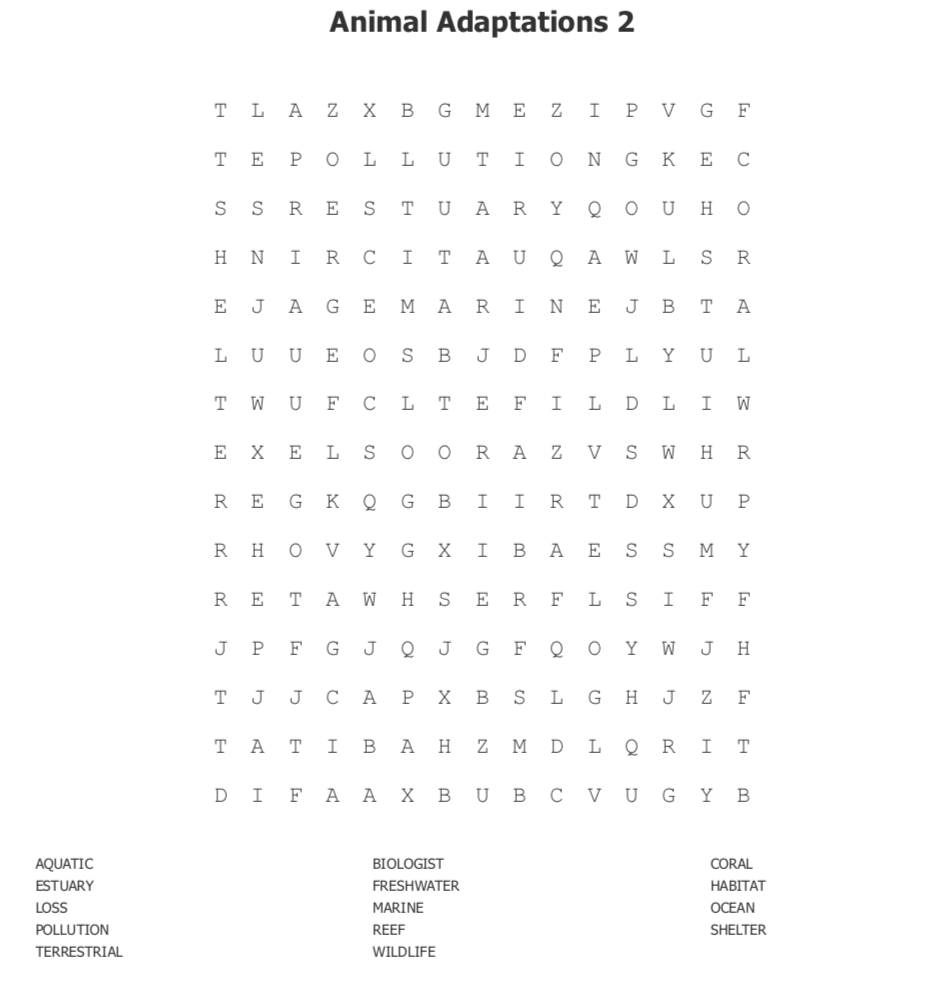 Animal Adaptations 2
T L A Z X B G M E Z I P V G F
T E P O L L U T I O N G K E C
S S R E S T U A R Y Q O U H O
H N I R C I T A U Q A W L S R
E J A G E M A R I N E J B T A
L U U E O S B J D F P L Y U L
T W U F C L T E F I L D L I W
E X E L S O O R A Z V S W H R
R E G K Q G B I I R T D X U P
R H O V Y G X I B A E S S M Y
R E T A W H S E R F L S I F F
J P F G J Q J G F Q O Y W J H
T J J C A P X B S L G H J Z F
T A T I B A H Z M D L Q R I T
D I F A A X B U B C V U G Y B
AQUATIC BIOLOGIST CORAL
ESTUARY FRESHWATER HABITAT
LOSS MARINE OCEAN
POLLUTION REEF SHELTER
TERRESTRIAL WILDLIFE